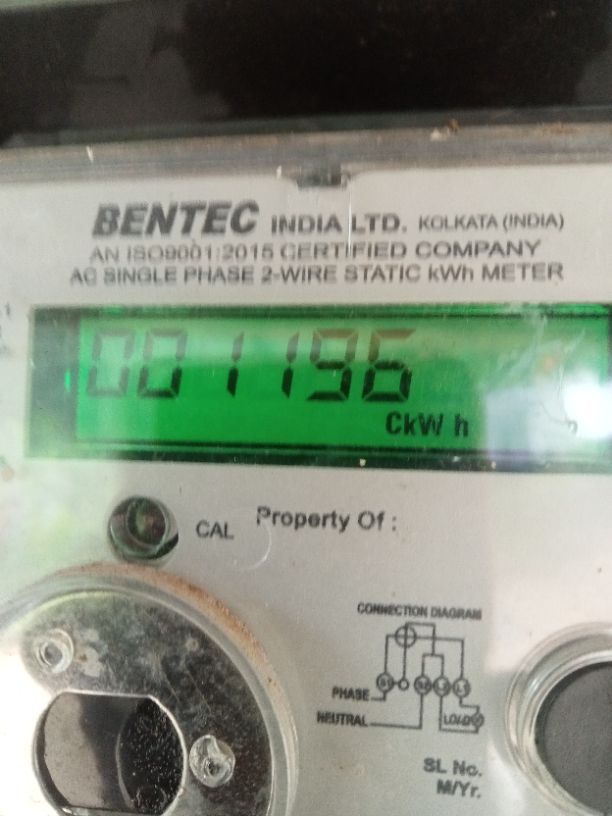 BENTEC INDIA LTD. KOLKATA (INDIA)
AN ISO9001:2015 CERTIFIED COMPANY
AC SINGLE PHASE 2-WIRE STATIC kWh METER
001196
CkWh
CAL
Property Of :
CONNECTION DIAGRAM
PHASE
NEUTRAL
LOAD
SL No.
M/Yr.